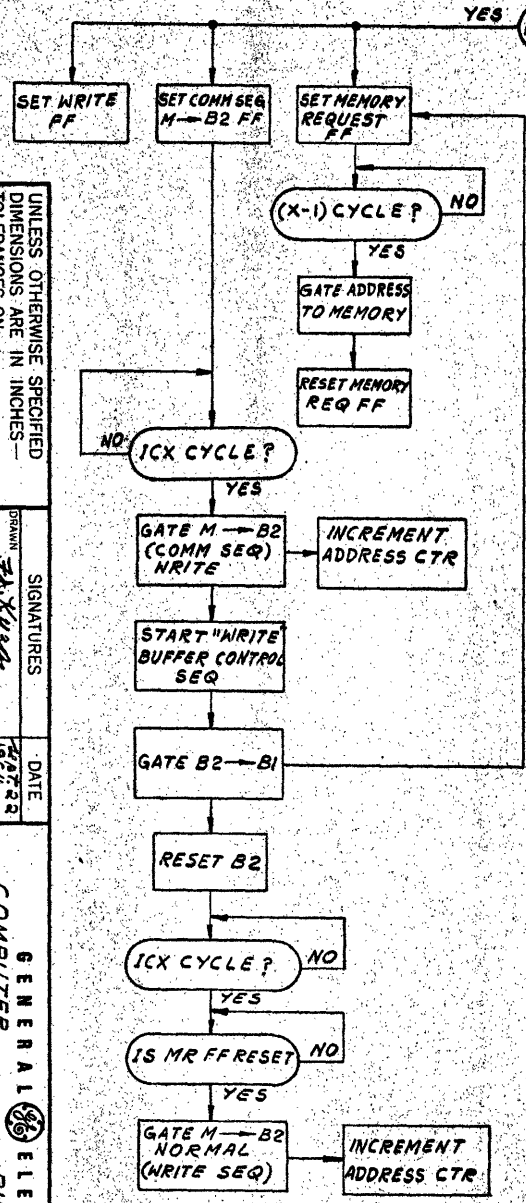 YES
SET WRITE
FF
SET COMM SEQ
M → B2 FF
SET MEMORY
REQUEST
FF
(X-1) CYCLE ?
NO
YES
GATE ADDRESS
TO MEMORY
RESET MEMORY
REQ FF
ICX CYCLE ?
NO
YES
GATE M → B2
(COMM SEQ)
WRITE
INCREMENT
ADDRESS CTR
START "WRITE"
BUFFER CONTROL
SEQ
GATE B2 → B1
RESET B2
ICX CYCLE ?
NO
YES
IS MR FF RESET
NO
YES
GATE M → B2
NORMAL
(WRITE SEQ)
INCREMENT
ADDRESS CTR
UNLESS OTHERWISE SPECIFIED
DIMENSIONS ARE IN INCHES—
TOLERANCES ON
SIGNATURES
DATE
DRAWN
GENERAL GE ELE
COMPUTER